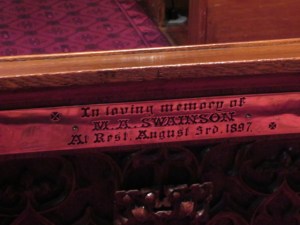 In loving memory of
M.A. SWAINSON
At Rest, August 3rd, 1897.